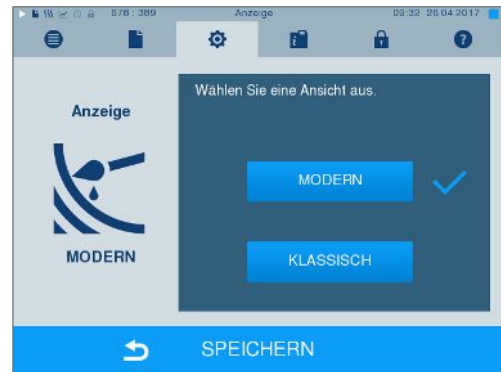 678 : 389 Anzeige 09:32 26.04.2017
Anzeige
Wählen Sie eine Ansicht aus.
MODERN
MODERN
KLASSISCH
SPEICHERN